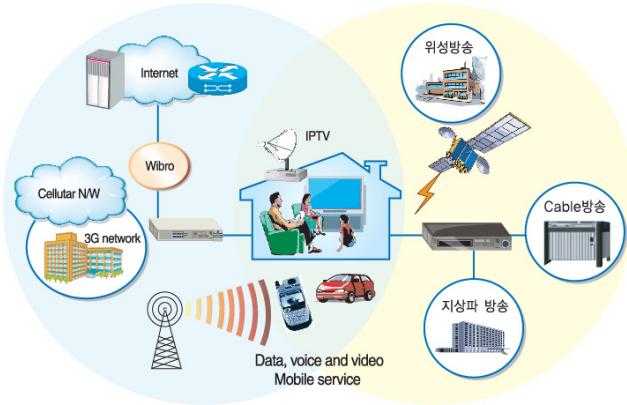 Internet
위성방송
IPTV
Wibro
Cellutar N/W
3G network
Cable방송
지상파 방송
Data, voice and video
Mobile service